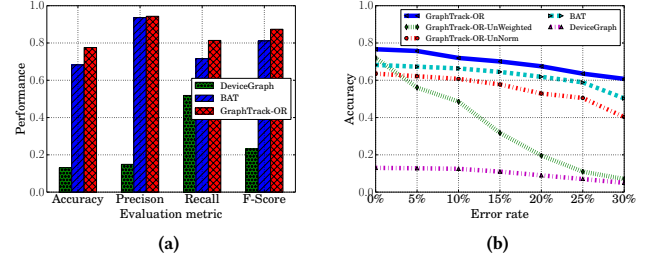 1.0
0.8
0.6
0.4
0.2
0.0
Performance
DeviceGraph
BAT
GraphTrack-OR
Accuracy Precison Recall F-Score
Evaluation metric
(a)
1.0
0.8
0.6
0.4
0.2
0.0
Accuracy
GraphTrack-OR
GraphTrack-OR-UnWeighted
GraphTrack-OR-UnNorm
BAT
DeviceGraph
0% 5% 10% 15% 20% 25% 30%
Error rate
(b)